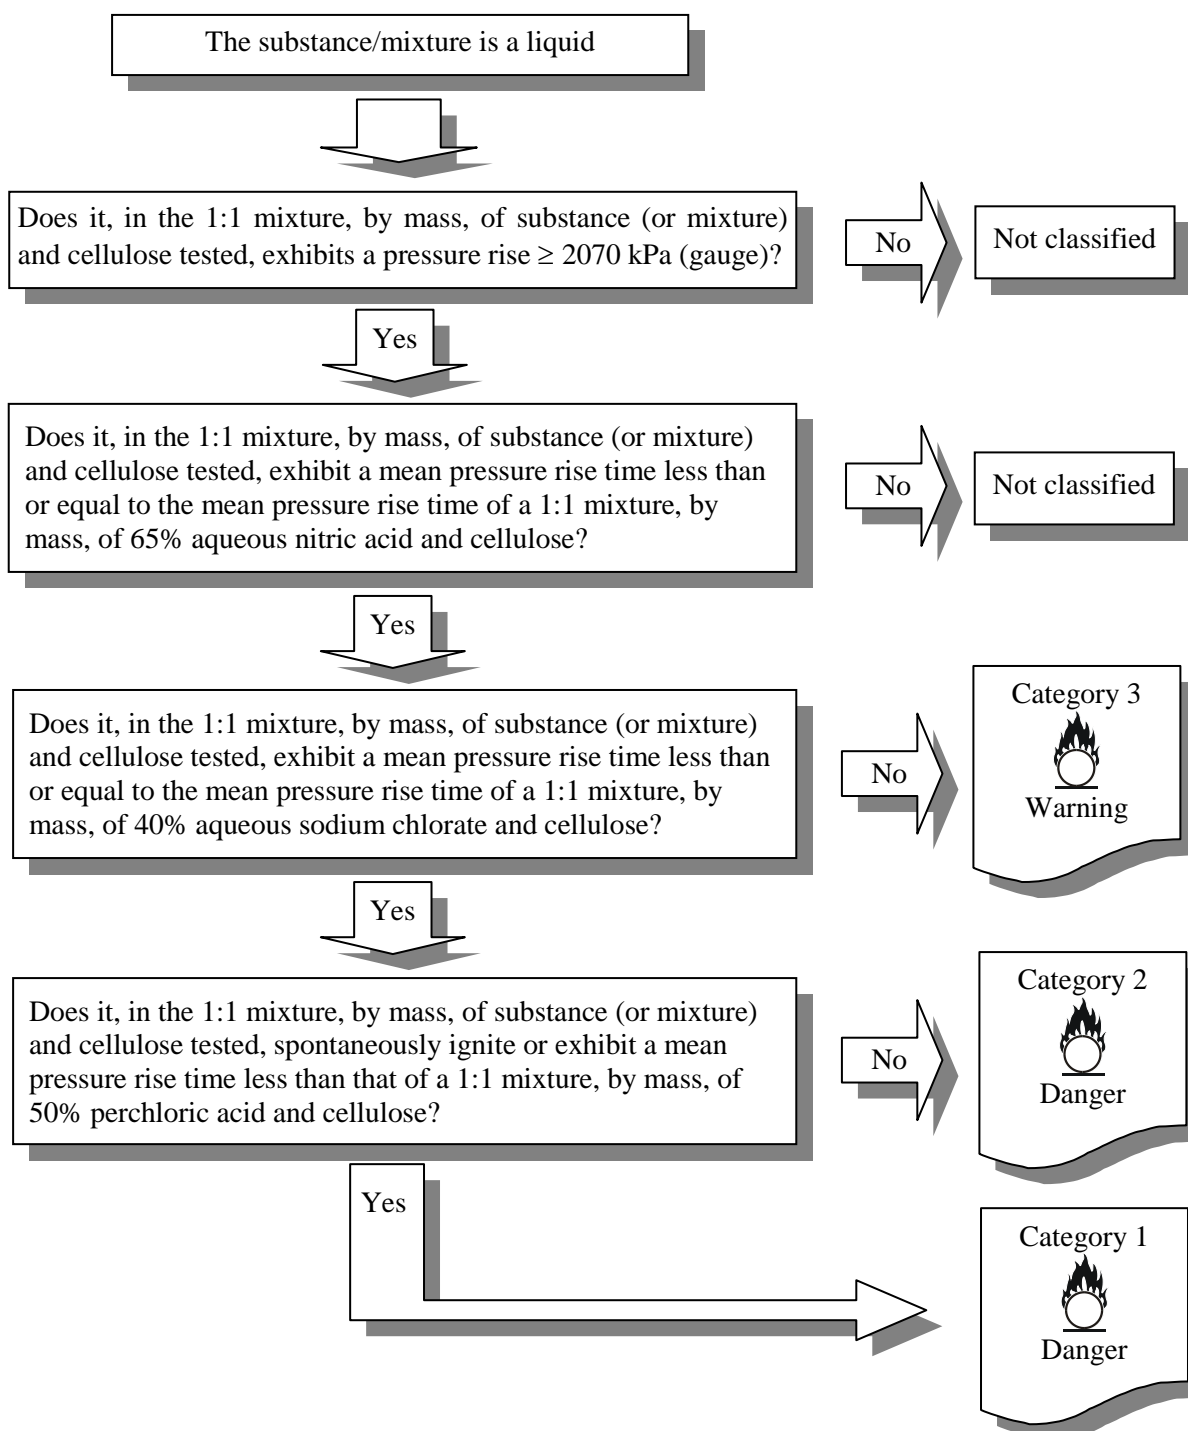 The substance/mixture is a liquid
Does it, in the 1:1 mixture, by mass, of substance (or mixture)
and cellulose tested, exhibits a pressure rise ≥ 2070 kPa (gauge)?
No
Not classified
Yes
Does it, in the 1:1 mixture, by mass, of substance (or mixture)
and cellulose tested, exhibit a mean pressure rise time less than
or equal to the mean pressure rise time of a 1:1 mixture, by
mass, of 65% aqueous nitric acid and cellulose?
No
Not classified
Yes
Does it, in the 1:1 mixture, by mass, of substance (or mixture)
and cellulose tested, exhibit a mean pressure rise time less than
or equal to the mean pressure rise time of a 1:1 mixture, by
mass, of 40% aqueous sodium chlorate and cellulose?
No
Category 3
Warning
Yes
Does it, in the 1:1 mixture, by mass, of substance (or mixture)
and cellulose tested, spontaneously ignite or exhibit a mean
pressure rise time less than that of a 1:1 mixture, by mass, of
50% perchloric acid and cellulose?
No
Category 2
Danger
Yes
Category 1
Danger